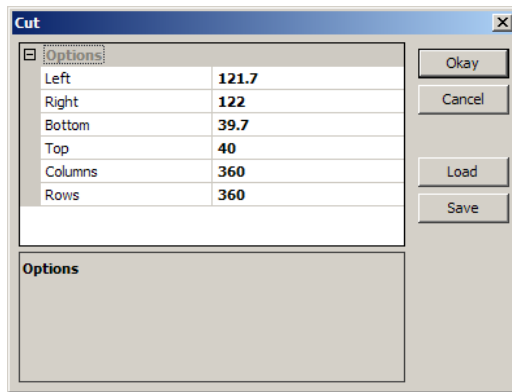 Cut
Options
Left 121.7
Right 122
Bottom 39.7
Top 40
Columns 360
Rows 360
Okay
Cancel
Load
Save
Options